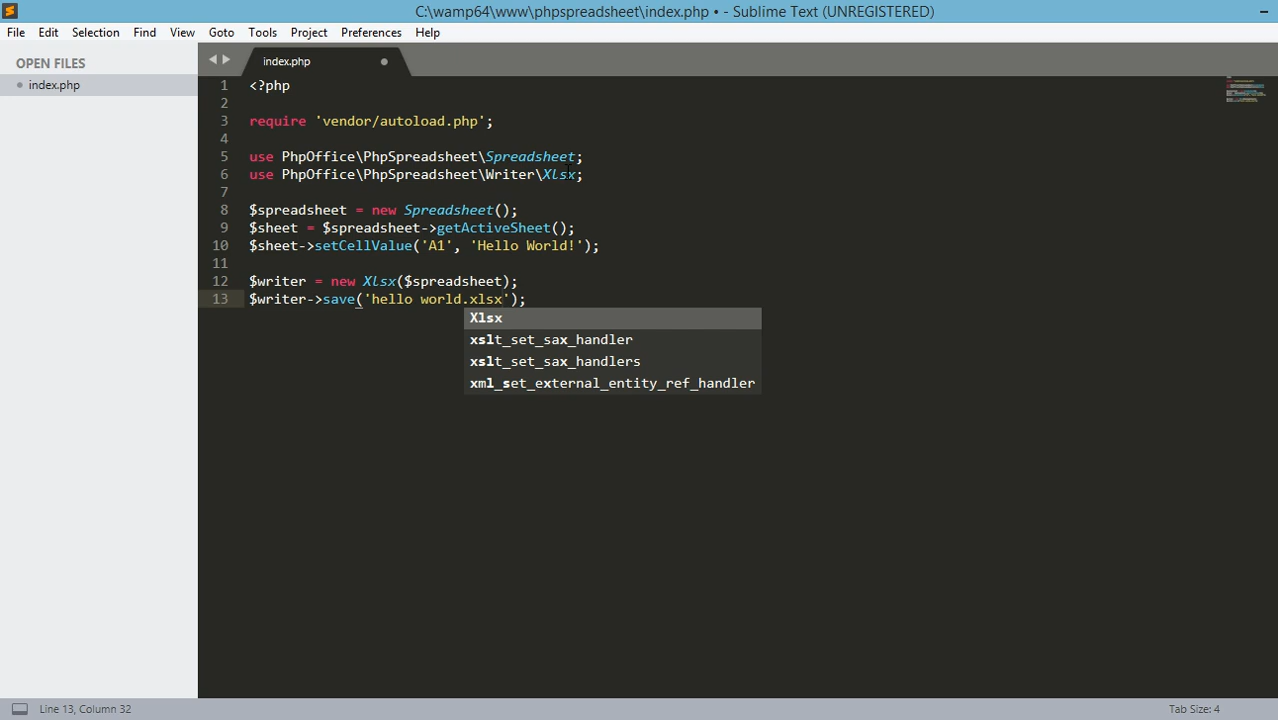 C:\wamp64\www\phpspreadsheet\index.php • - Sublime Text (UNREGISTERED)
File Edit Selection Find View Goto Tools Project Preferences Help
OPEN FILES
index.php
index.php
1 <?php
2
3 require 'vendor/autoload.php';
4
5 use PhpOffice\PhpSpreadsheet\Spreadsheet;
6 use PhpOffice\PhpSpreadsheet\Writer\Xlsx;
7
8 $spreadsheet = new Spreadsheet();
9 $sheet = $spreadsheet->getActiveSheet();
10 $sheet->setCellValue('A1', 'Hello World!');
11
12 $writer = new Xlsx($spreadsheet);
13 $writer->save('hello world.xlsx');
Xlsx
xslt_set_sax_handler
xslt_set_sax_handlers
xml_set_external_entity_ref_handler
Line 13, Column 32
Tab Size: 4